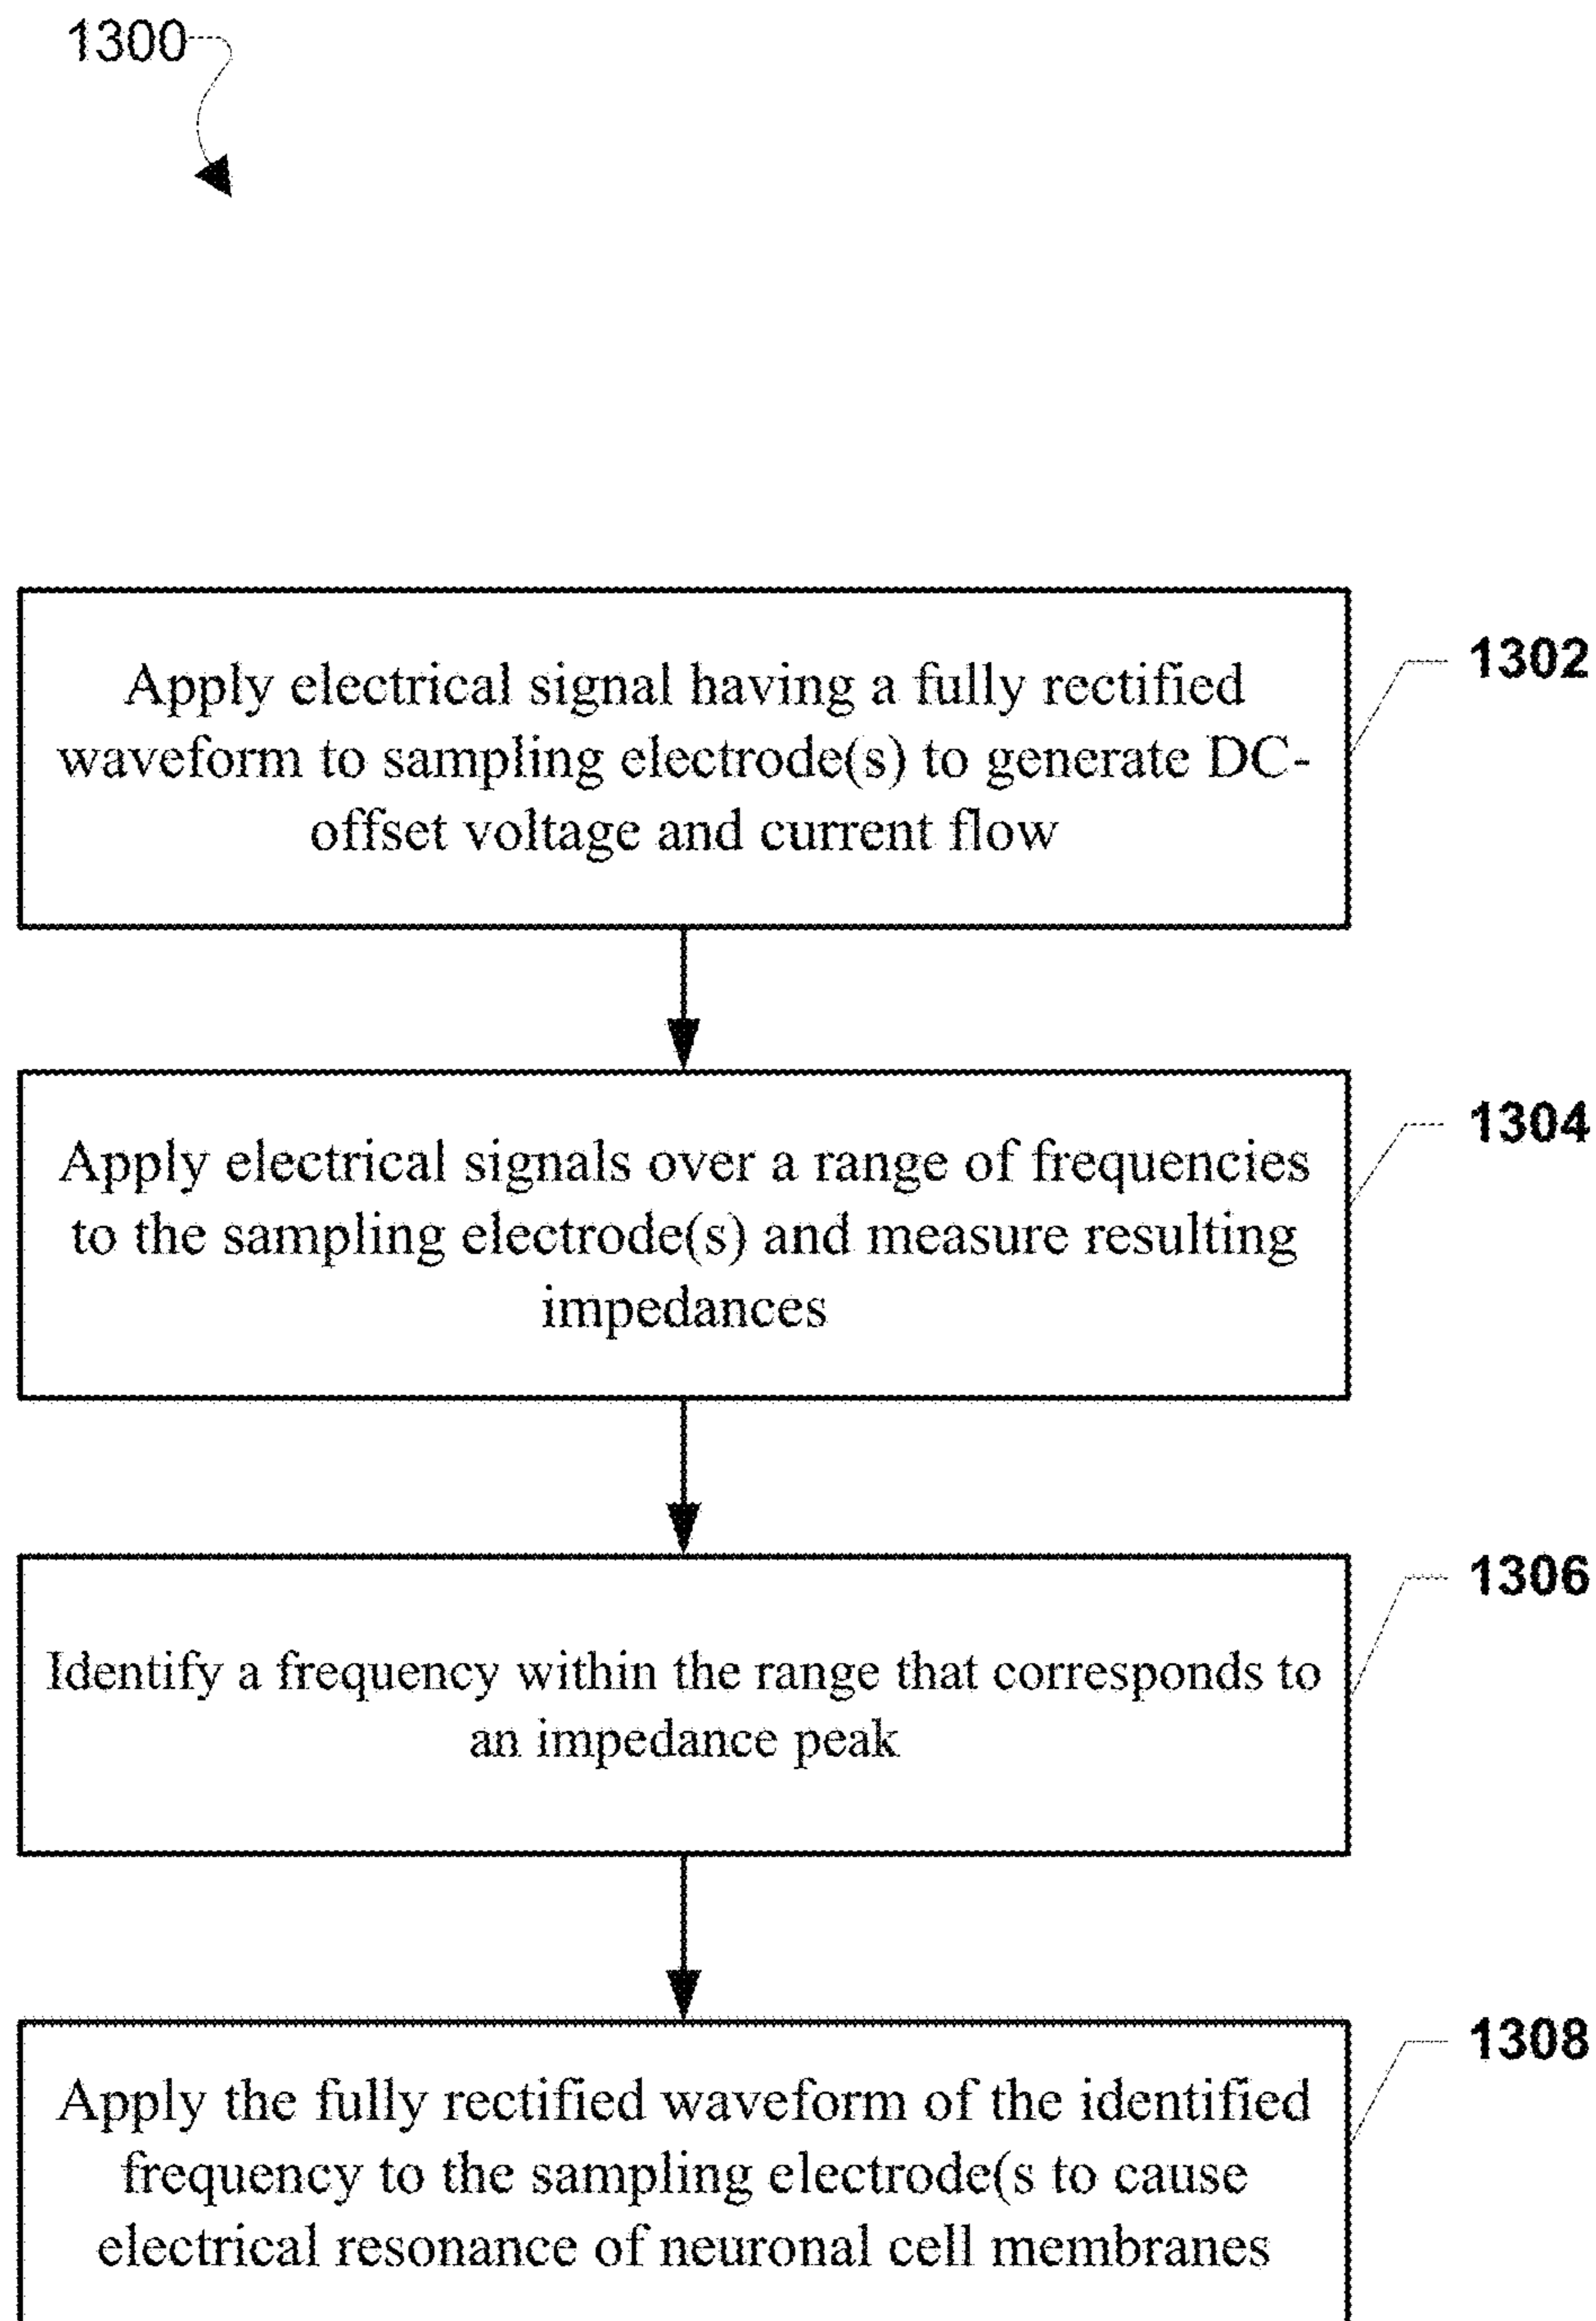 1300
Apply electrical signal having a fully rectified
waveform to sampling electrode(s) to generate DC-
offset voltage and current flow
1302
Apply electrical signals over a range of frequencies
to the sampling electrode(s) and measure resulting
impedances
1304
Identify a frequency within the range that corresponds to
an impedance peak
1306
Apply the fully rectified waveform of the identified
frequency to the sampling electrode(s to cause
electrical resonance of neuronal cell membranes
1308